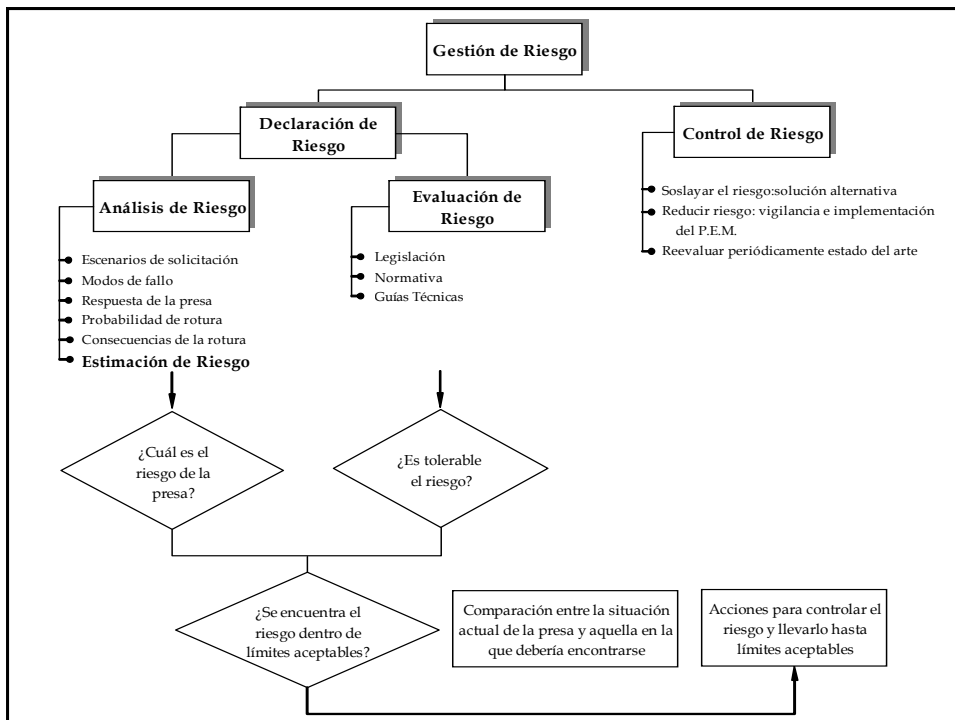 Gestión de Riesgo
Declaración de
Riesgo
Control de Riesgo
Análisis de Riesgo
Evaluación de
Riesgo
Soslayar el riesgo:solución alternativa
Reducir riesgo: vigilancia e implementación
del P.E.M.
Reevaluar periódicamente estado del arte
Escenarios de solicitación
Modos de fallo
Respuesta de la presa
Probabilidad de rotura
Consecuencias de la rotura
Estimación de Riesgo
Legislación
Normativa
Guías Técnicas
¿Cuál es el
riesgo de la
presa?
¿Es tolerable
el riesgo?
¿Se encuentra el
riesgo dentro de
límites aceptables?
Comparación entre la situación
actual de la presa y aquella en la
que debería encontrarse
Acciones para controlar el
riesgo y llevarlo hasta
límites aceptables